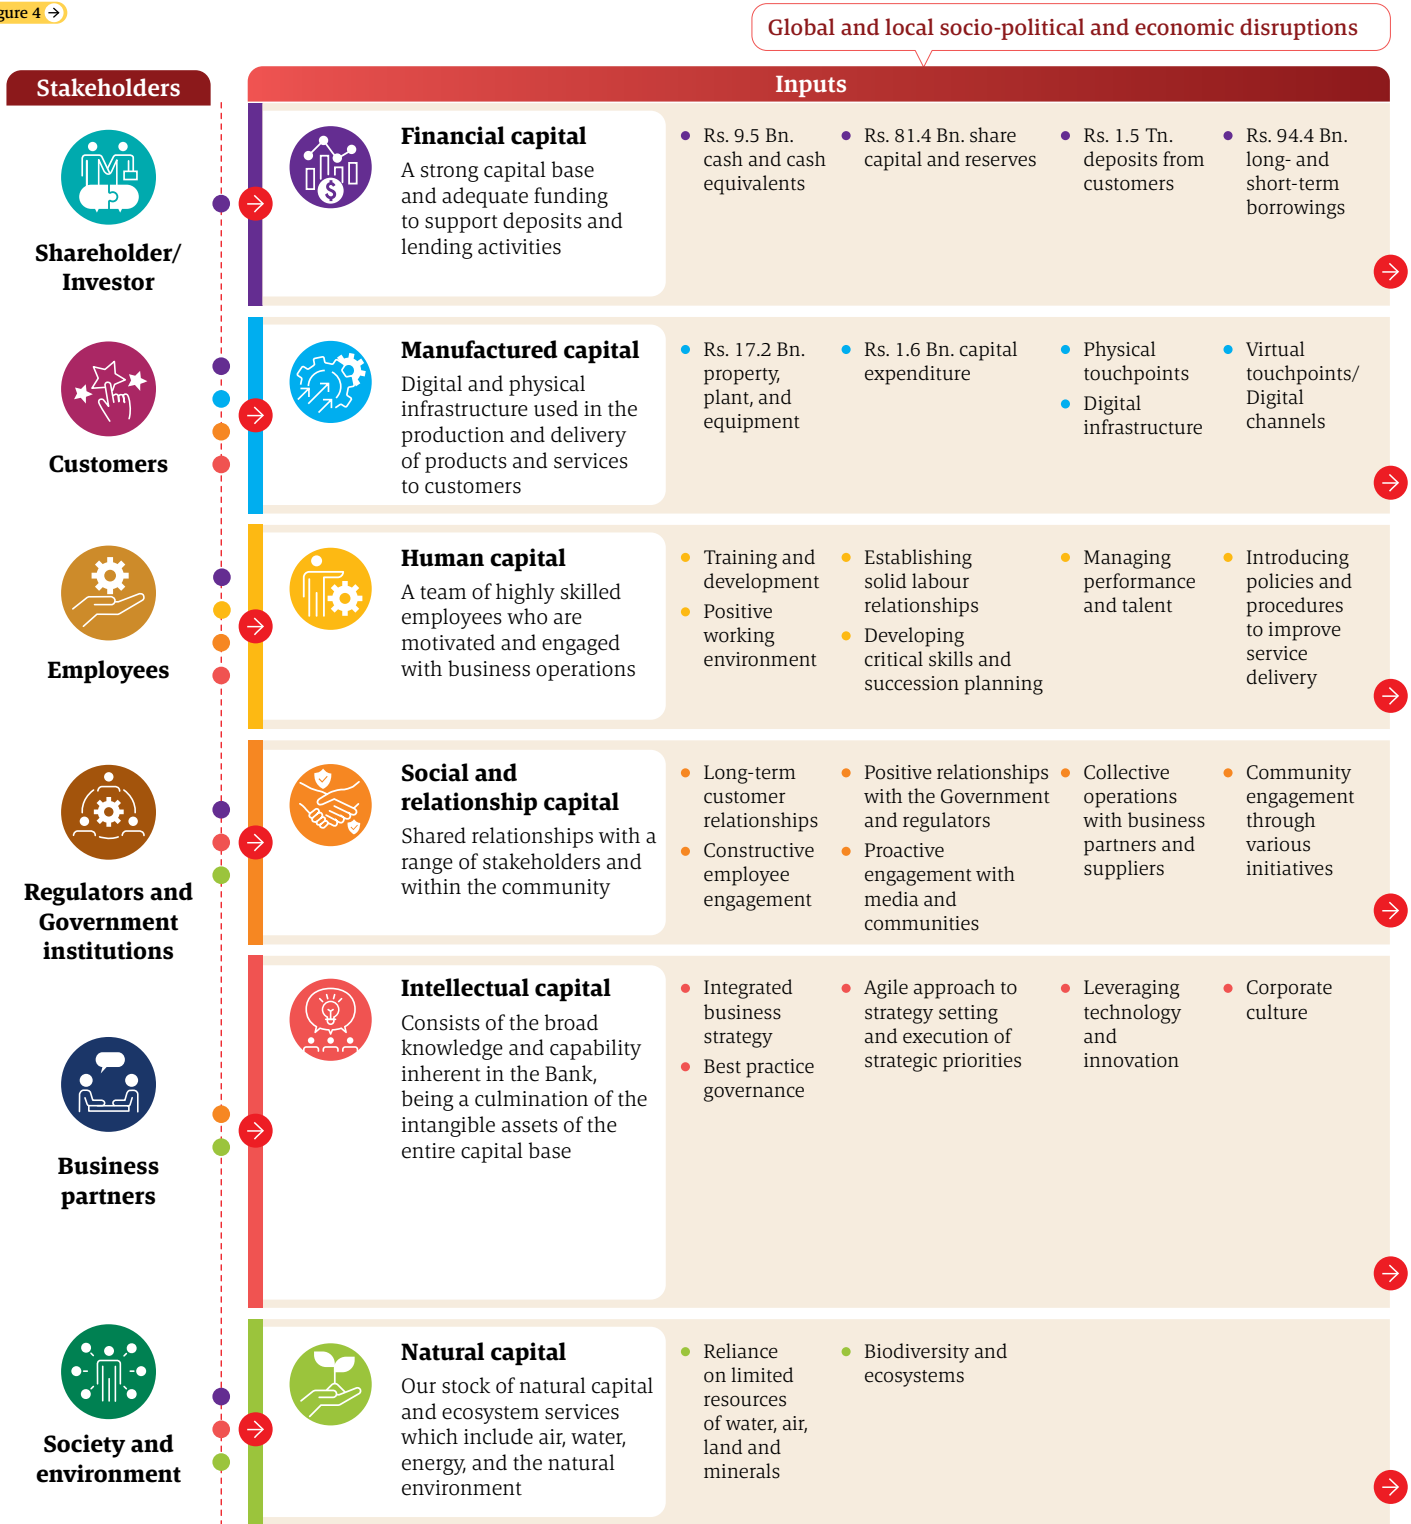 gure 4
Global and local socio-political and economic disruptions
Stakeholders
Inputs
Shareholder/
Investor
Financial capital
A strong capital base
and adequate funding
to support deposits and
lending activities
Rs. 9.5 Bn.
cash and cash
equivalents
Rs. 81.4 Bn. share
capital and reserves
Rs. 1.5 Tn.
deposits from
customers
Rs. 94.4 Bn.
long- and
short-term
borrowings
Customers
Manufactured capital
Digital and physical
infrastructure used in the
production and delivery
of products and services
to customers
Rs. 17.2 Bn.
property,
plant, and
equipment
Rs. 1.6 Bn. capital
expenditure
Physical
touchpoints
Digital
infrastructure
Virtual
touchpoints/
Digital
channels
Employees
Human capital
A team of highly skilled
employees who are
motivated and engaged
with business operations
Training and
development
Positive
working
environment
Establishing
solid labour
relationships
Developing
critical skills and
succession planning
Managing
performance
and talent
Introducing
policies and
procedures
to improve
service
delivery
Regulators and
Government
institutions
Social and
relationship capital
Shared relationships with a
range of stakeholders and
within the community
Long-term
customer
relationships
Constructive
employee
engagement
Positive relationships
with the Government
and regulators
Proactive
engagement with
media and
communities
Collective
operations
with business
partners and
suppliers
Community
engagement
through
various
initiatives
Business
partners
Intellectual capital
Consists of the broad
knowledge and capability
inherent in the Bank,
being a culmination of the
intangible assets of the
entire capital base
Integrated
business
strategy
Best practice
governance
Agile approach to
strategy setting
and execution of
strategic priorities
Leveraging
technology
and
innovation
Corporate
culture
Society and
environment
Natural capital
Our stock of natural capital
and ecosystem services
which include air, water,
energy, and the natural
environment
Reliance
on limited
resources
of water, air,
land and
minerals
Biodiversity and
ecosystems